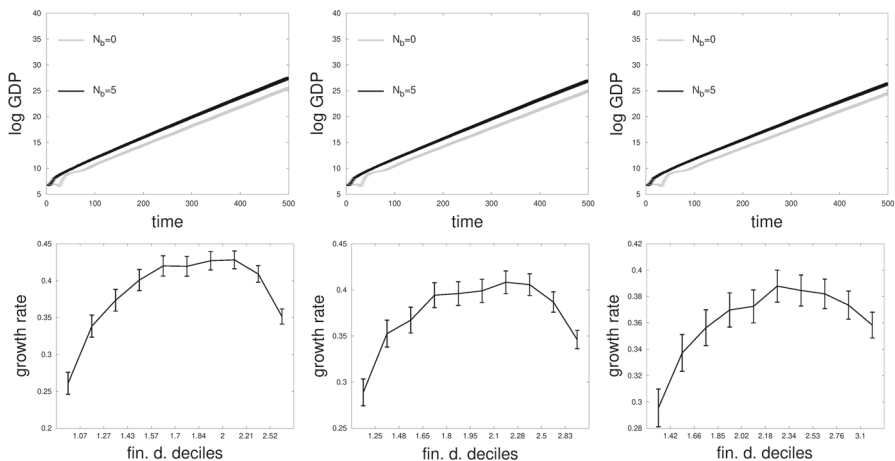 40
35
30
25
20
15
10
5
log GDP
N_b=0
N_b=5
0 100 200 300 400 500
time
40
35
30
25
20
15
10
5
log GDP
N_b=0
N_b=5
0 100 200 300 400 500
time
40
35
30
25
20
15
10
5
log GDP
N_b=0
N_b=5
0 100 200 300 400 500
time
0.45
0.4
0.35
0.3
0.25
0.2
growth rate
1.07 1.27 1.43 1.57 1.7 1.84 2 2.11 2.52
fin. d. deciles
0.45
0.4
0.35
0.3
0.25
growth rate
1.25 1.48 1.65 1.8 1.95 2.11 2.28 2.5 2.83
fin. d. deciles
0.42
0.4
0.38
0.36
0.34
0.32
0.3
0.28
growth rate
1.42 1.66 1.85 2.02 2.18 2.34 2.53 2.76 3.1
fin. d. deciles